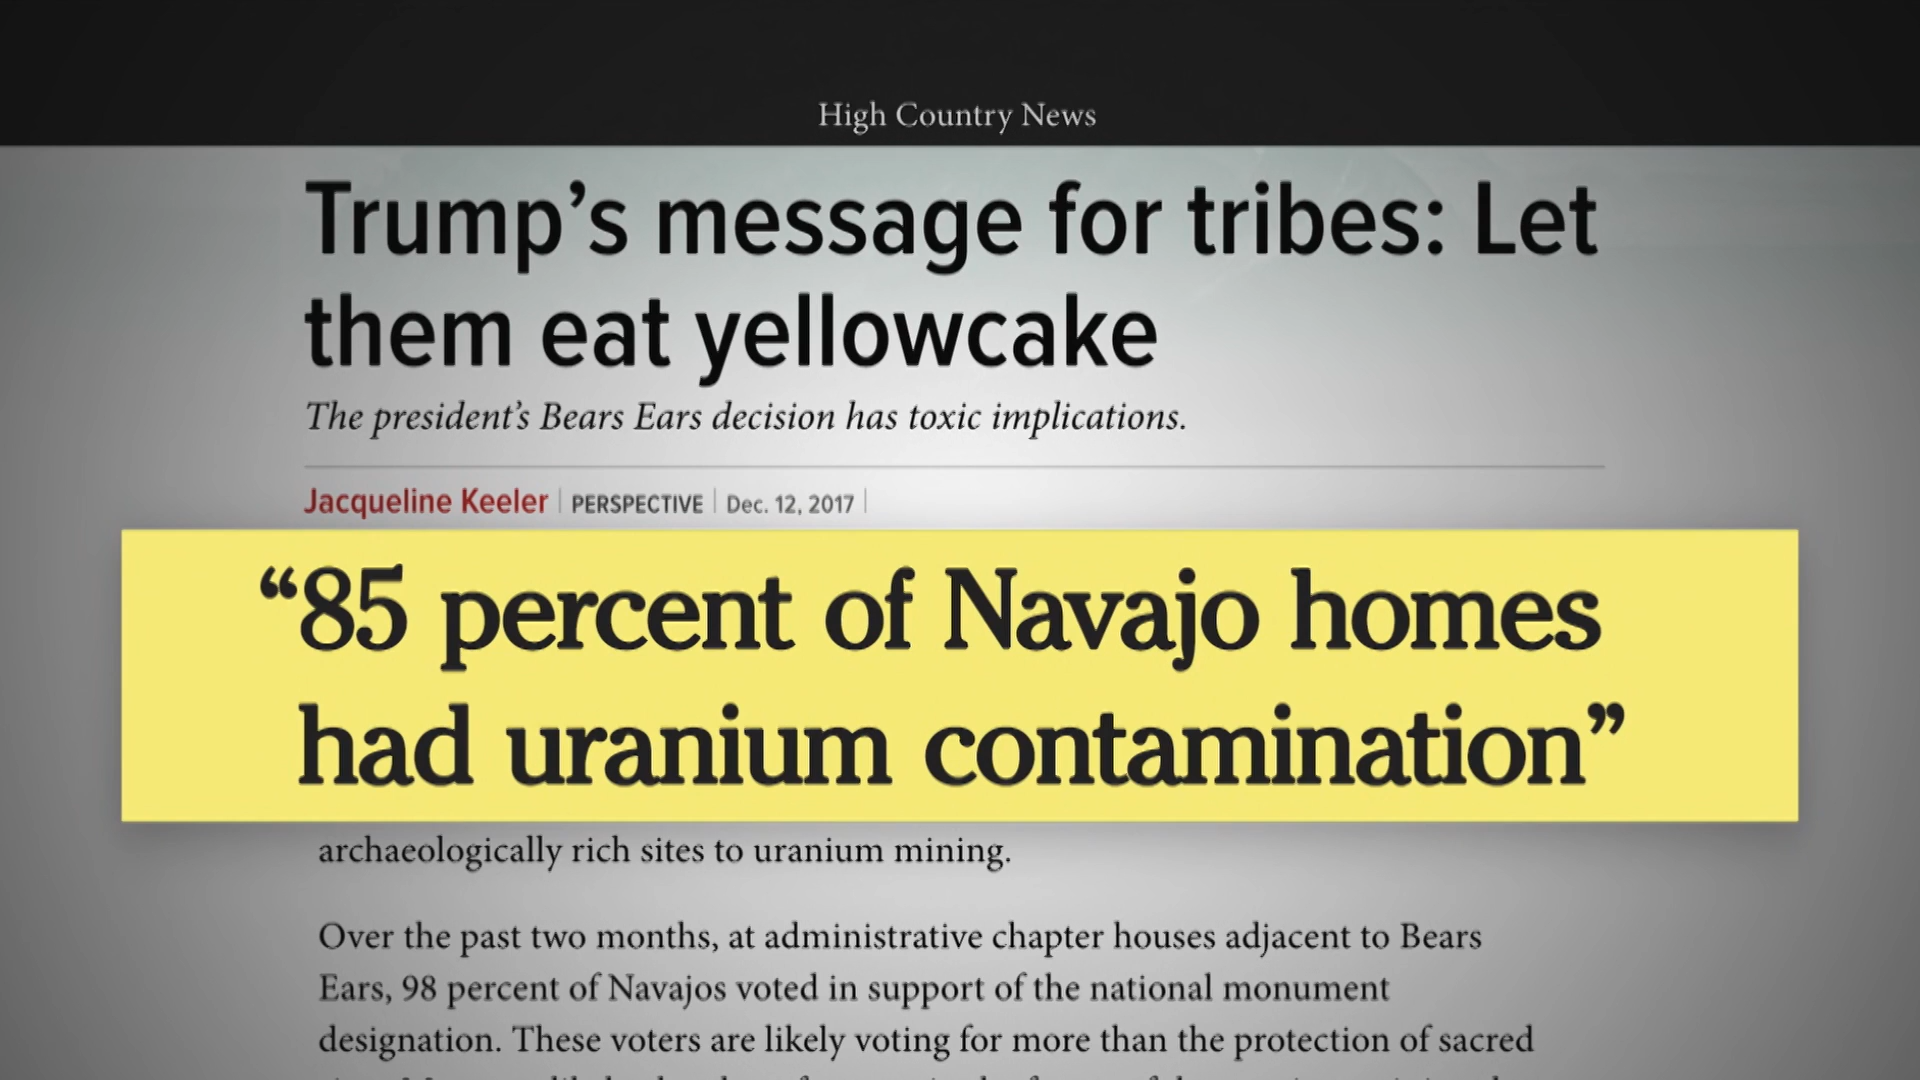 High Country News
Trump’s message for tribes: Let
them eat yellowcake
The president’s Bears Ears decision has toxic implications.
Jacqueline Keeler | PERSPECTIVE | Dec. 12, 2017 |
“85 percent of Navajo homes
had uranium contamination”
archaeologically rich sites to uranium mining.
Over the past two months, at administrative chapter houses adjacent to Bears
Ears, 98 percent of Navajos voted in support of the national monument
designation. These voters are likely voting for more than the protection of sacred